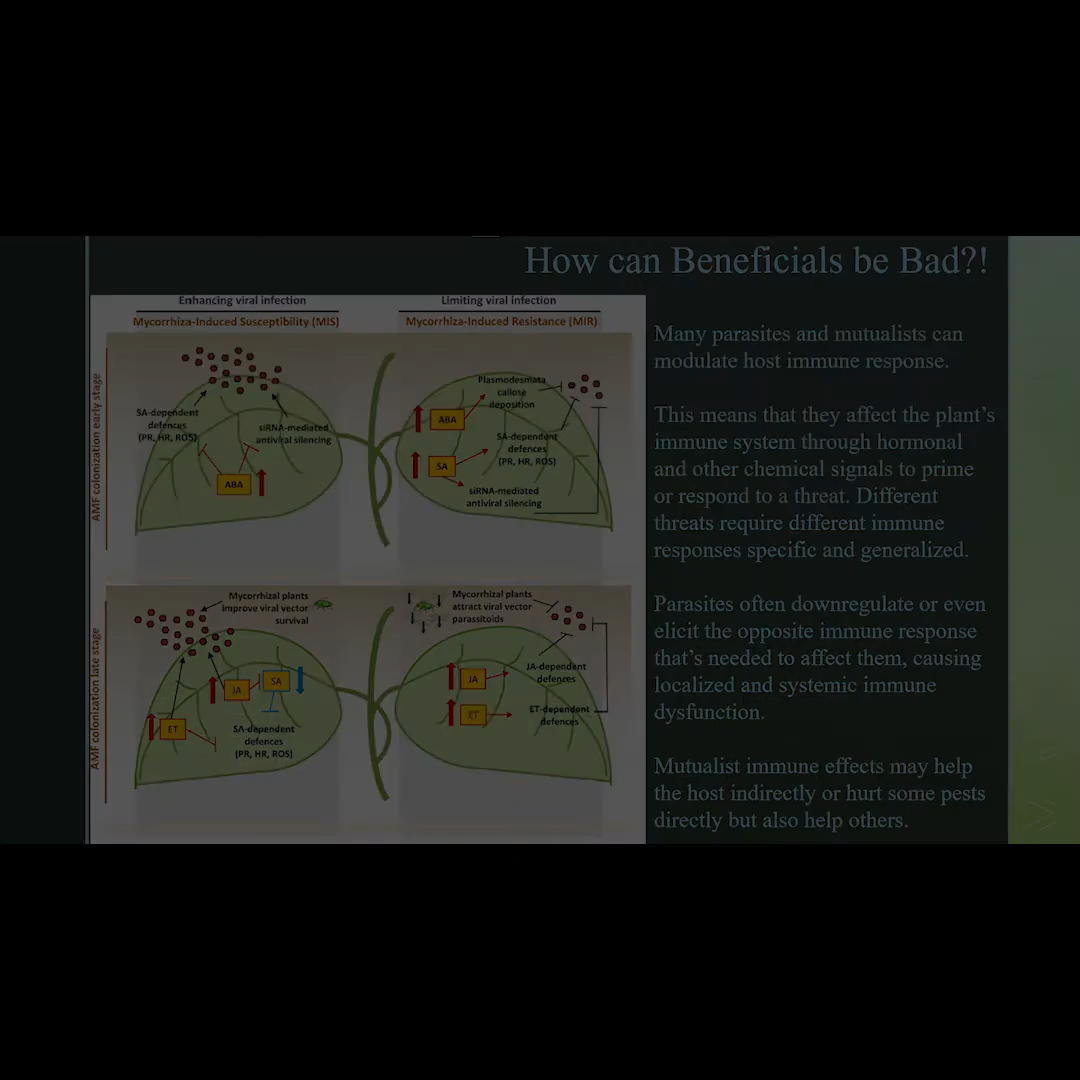 How can Beneficials be Bad?!
Enhancing viral infection
Limiting viral infection
Mycorrhiza-Induced Susceptibility (MIS)
Mycorrhiza-Induced Resistance (MIR)
AMF colonization early stage
SA-dependent
defences
(PR, HR, ROS)
siRNA-mediated
antiviral silencing
ABA
Plasmodesmata
callose
deposition
ABA
SA-dependent
defences
(PR, HR, ROS)
SA
siRNA-mediated
antiviral silencing
AMF colonization late stage
Mycorrhizal plants
improve viral vector
survival
JA
SA
ET
SA-dependent
defences
(PR, HR, ROS)
Mycorrhizal plants
attract viral vector
parassitoids
JA
JA-dependent
defences
ET
ET-dependent
defences
Many parasites and mutualists can
modulate host immune response.
This means that they affect the plant’s
immune system through hormonal
and other chemical signals to prime
or respond to a threat. Different
threats require different immune
responses specific and generalized.
Parasites often downregulate or even
elicit the opposite immune response
that’s needed to affect them, causing
localized and systemic immune
dysfunction.
Mutualist immune effects may help
the host indirectly or hurt some pests
directly but also help others.